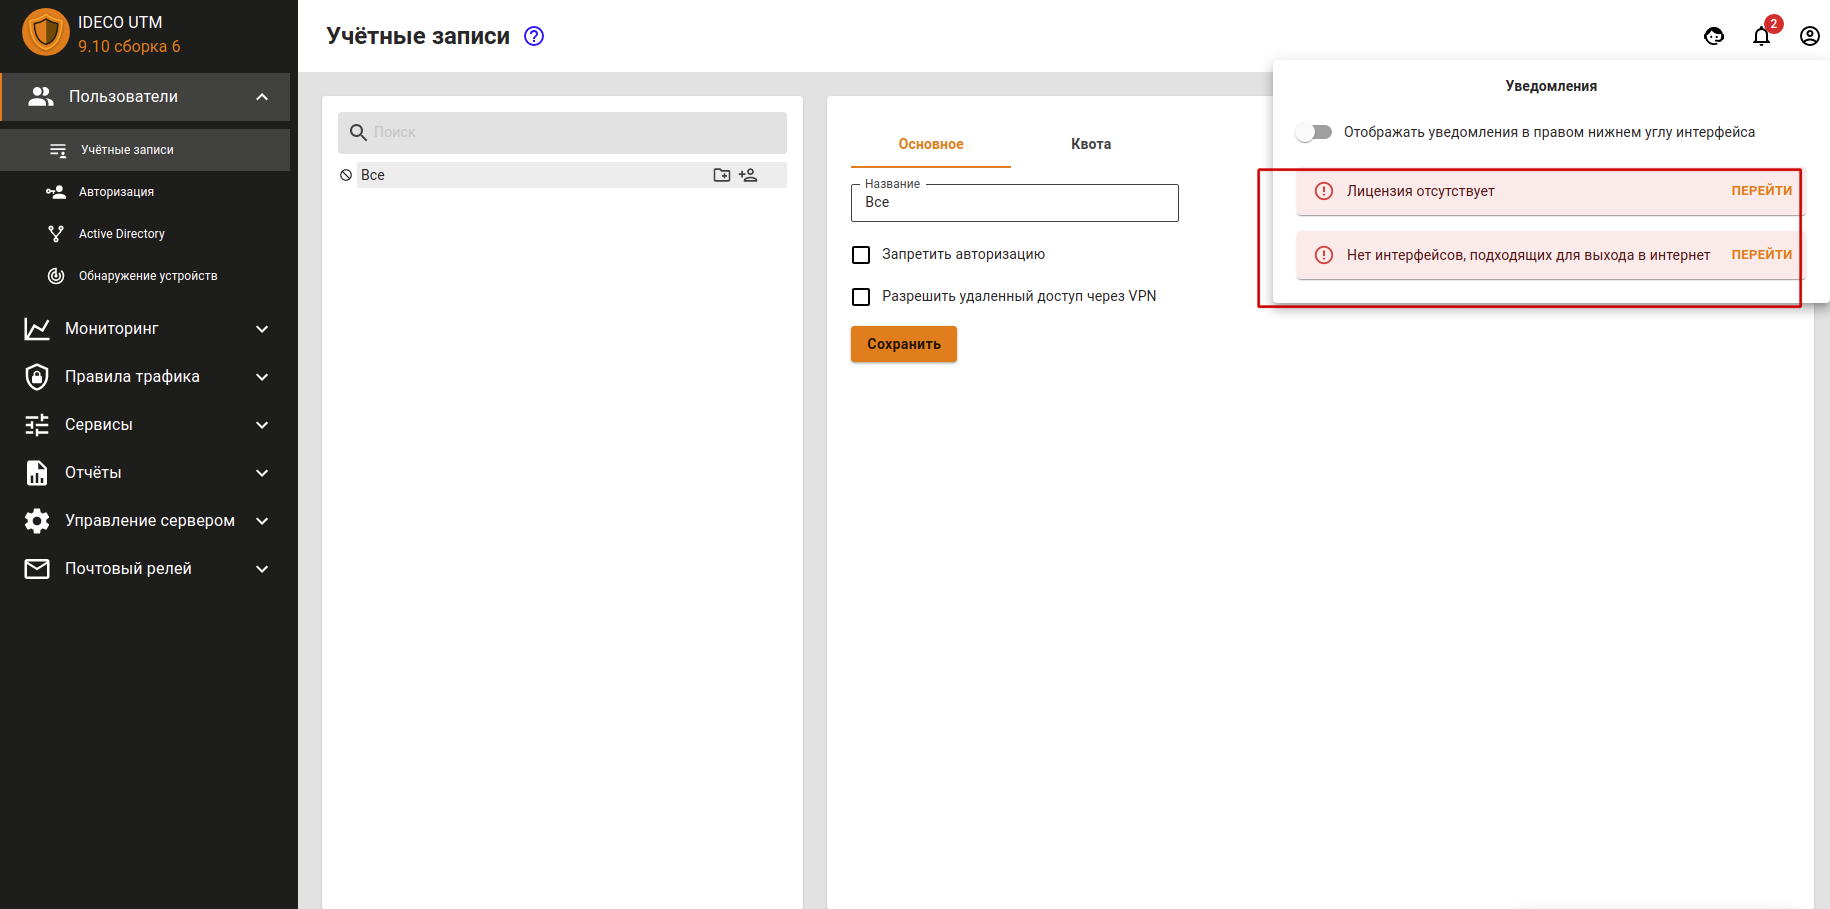 IDECO UTM
9.10 сборка 6
Пользователи
Учётные записи
Авторизация
Active Directory
Обнаружение устройств
Мониторинг
Правила трафика
Сервисы
Отчёты
Управление сервером
Почтовый релей
Учётные записи
2
Поиск
Все
Основное
Квота
Название
Все
Запретить авторизацию
Разрешить удаленный доступ через VPN
Сохранить
Уведомления
Отображать уведомления в правом нижнем углу интерфейса
Лицензия отсутствует ПЕРЕЙТИ
Нет интерфейсов, подходящих для выхода в интернет ПЕРЕЙТИ